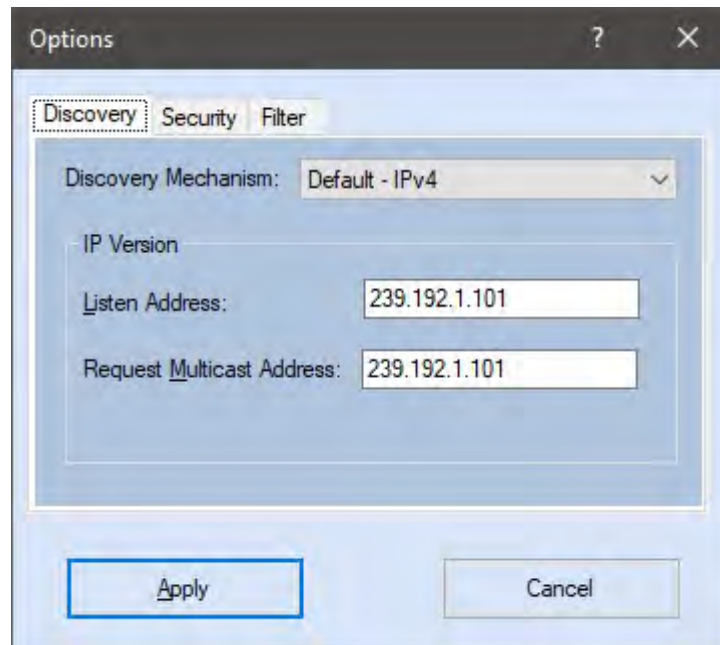 Options ? ×
Discovery Security Filter
Discovery Mechanism: Default - IPv4
IP Version
Listen Address: 239.192.1.101
Request Multicast Address: 239.192.1.101
Apply Cancel